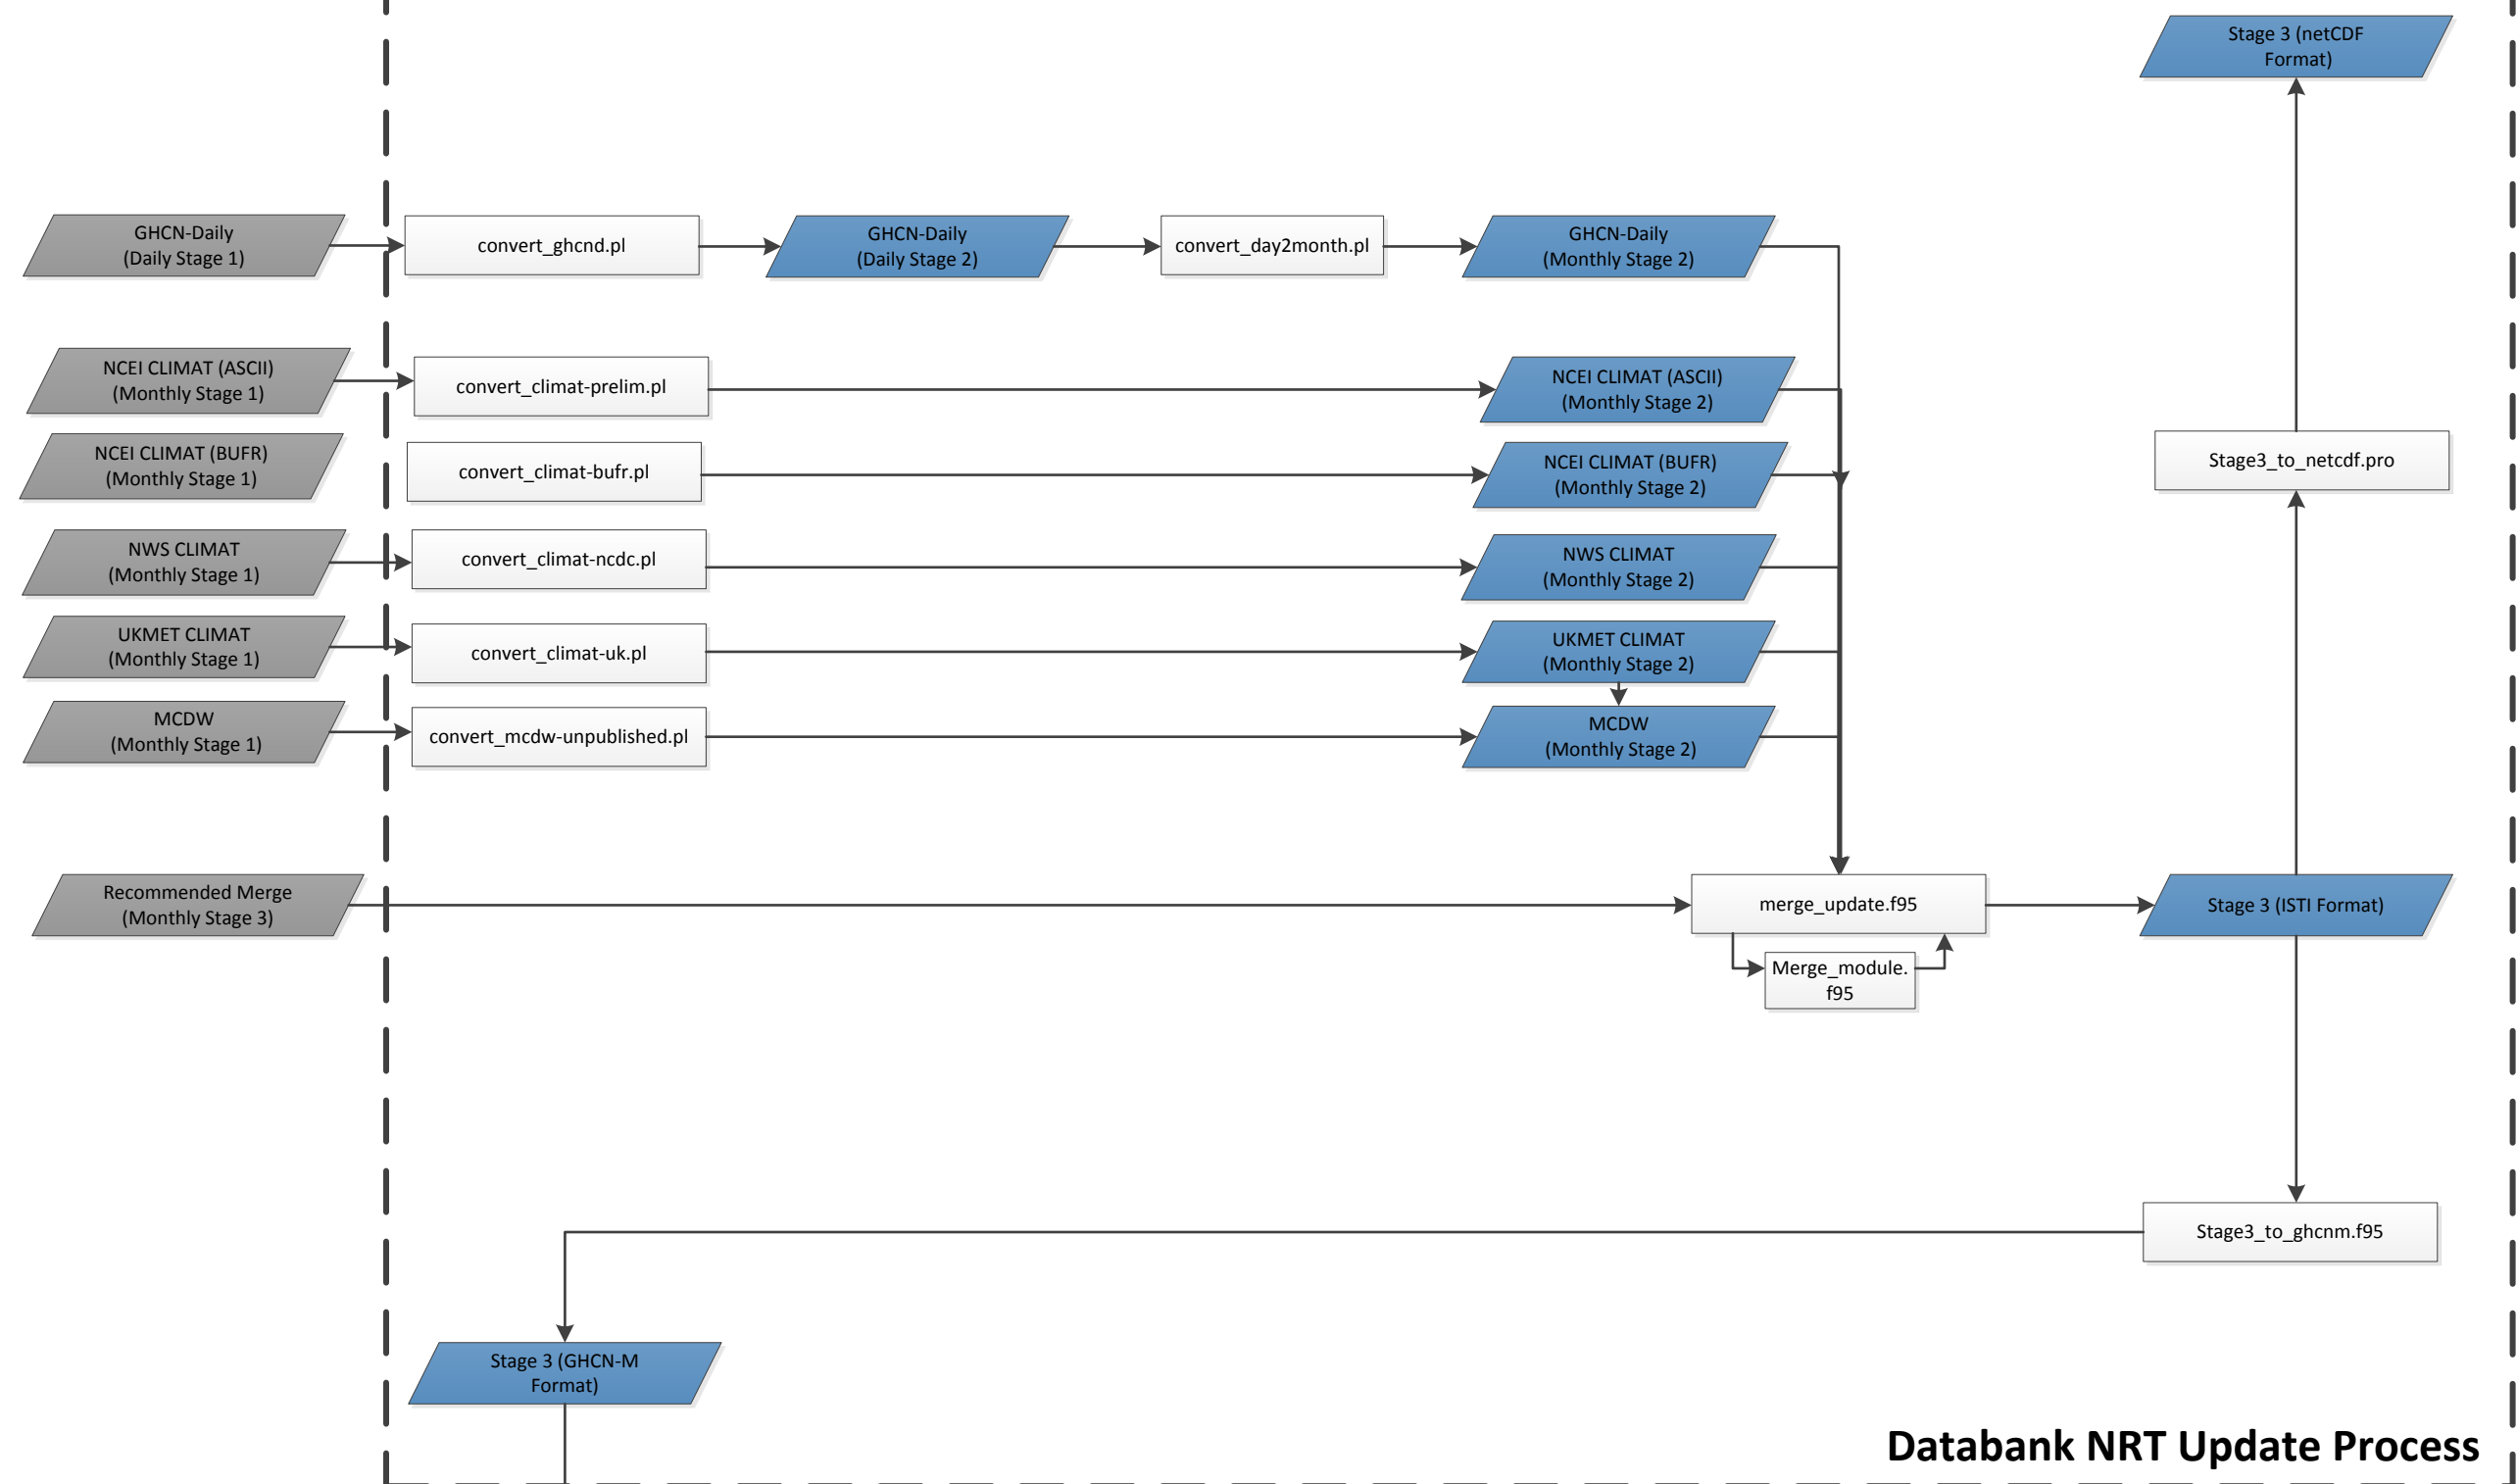 Stage 3 (netCDF
Format)
GHCN-Daily
(Daily Stage 1)
convert_ghcnd.pl
GHCN-Daily
(Daily Stage 2)
convert_day2month.pl
GHCN-Daily
(Monthly Stage 2)
NCEI CLIMAT (ASCII)
(Monthly Stage 1)
convert_climat-prelim.pl
NCEI CLIMAT (ASCII)
(Monthly Stage 2)
NCEI CLIMAT (BUFR)
(Monthly Stage 1)
convert_climat-bufr.pl
NCEI CLIMAT (BUFR)
(Monthly Stage 2)
Stage3_to_netcdf.pro
NWS CLIMAT
(Monthly Stage 1)
convert_climat-ncdc.pl
NWS CLIMAT
(Monthly Stage 2)
UKMET CLIMAT
(Monthly Stage 1)
convert_climat-uk.pl
UKMET CLIMAT
(Monthly Stage 2)
MCDW
(Monthly Stage 1)
convert_mcdw-unpublished.pl
MCDW
(Monthly Stage 2)
Recommended Merge
(Monthly Stage 3)
merge_update.f95
Stage 3 (ISTI Format)
Merge_module.
f95
Stage3_to_ghcnm.f95
Stage 3 (GHCN-M
Format)
Databank NRT Update Process